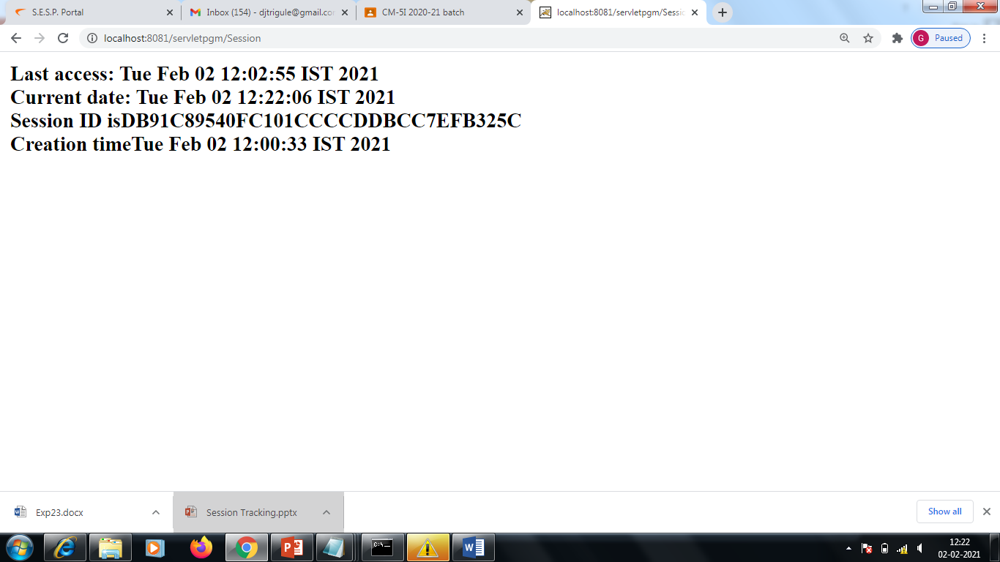 S.E.S.P. Portal
Inbox (154) - djtrigule@gmail.co
CM-5I 2020-21 batch
localhost:8081/servletpgm/Sessi
localhost:8081/servletpgm/Session
G Paused
Last access: Tue Feb 02 12:02:55 IST 2021
Current date: Tue Feb 02 12:22:06 IST 2021
Session ID isDB91C89540FC101CCCCDDBCC7EFB325C
Creation timeTue Feb 02 12:00:33 IST 2021
Exp23.docx
Session Tracking.pptx
Show all
12:22
02-02-2021